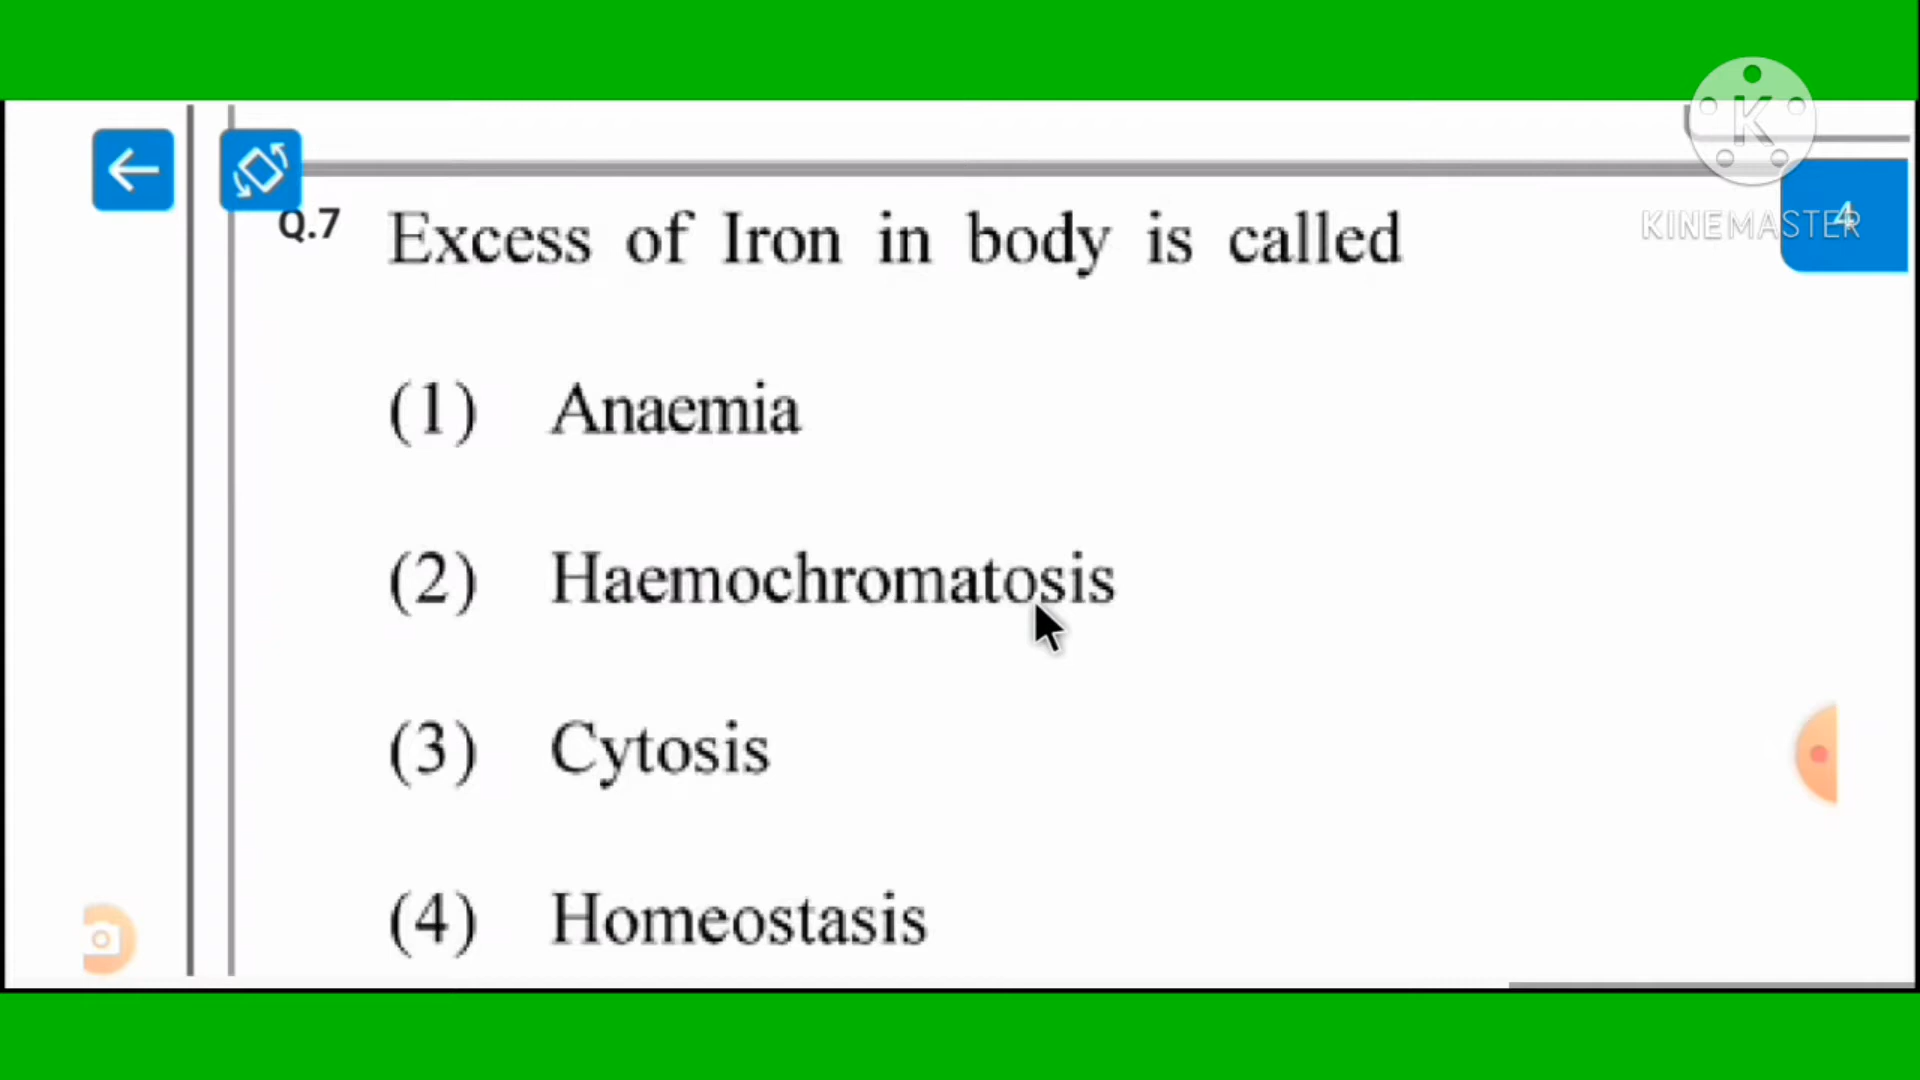 K
KINEMASTER
4
Q.7 Excess of Iron in body is called
(1) Anaemia
(2) Haemochromatosis
(3) Cytosis
(4) Homeostasis